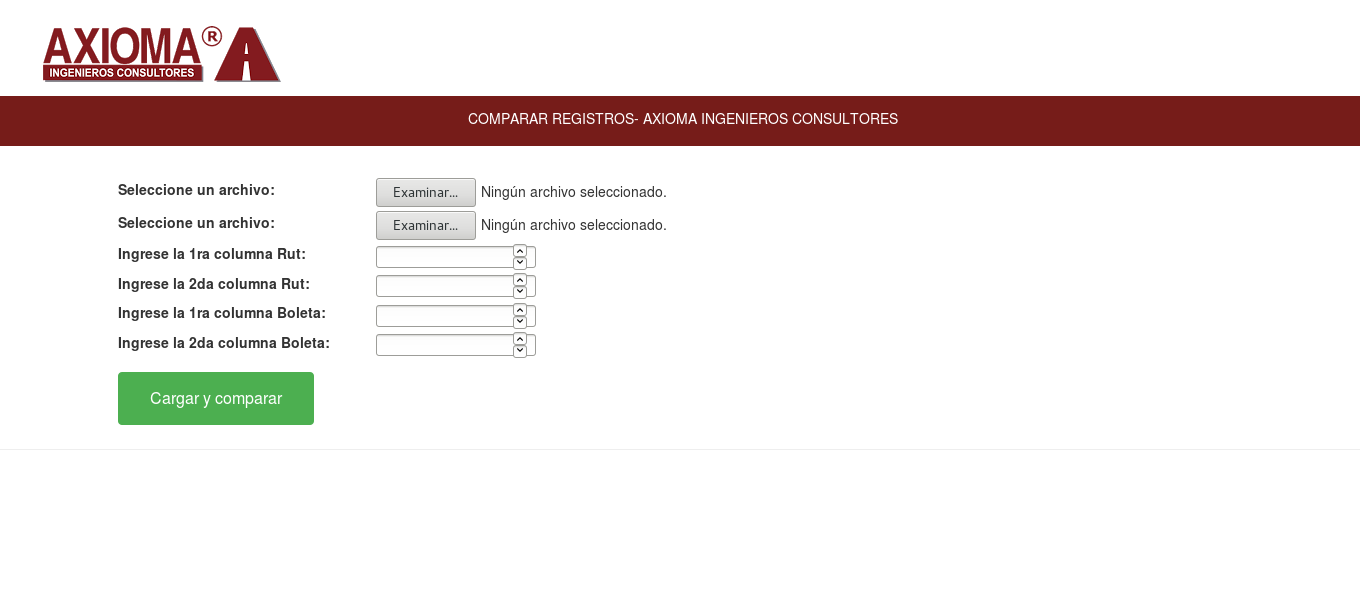 AXIOMA®
INGENIEROS CONSULTORES
COMPARAR REGISTROS- AXIOMA INGENIEROS CONSULTORES
Seleccione un archivo: Examinar... Ningún archivo seleccionado.
Seleccione un archivo: Examinar... Ningún archivo seleccionado.
Ingrese la 1ra columna Rut:
Ingrese la 2da columna Rut:
Ingrese la 1ra columna Boleta:
Ingrese la 2da columna Boleta:
Cargar y comparar